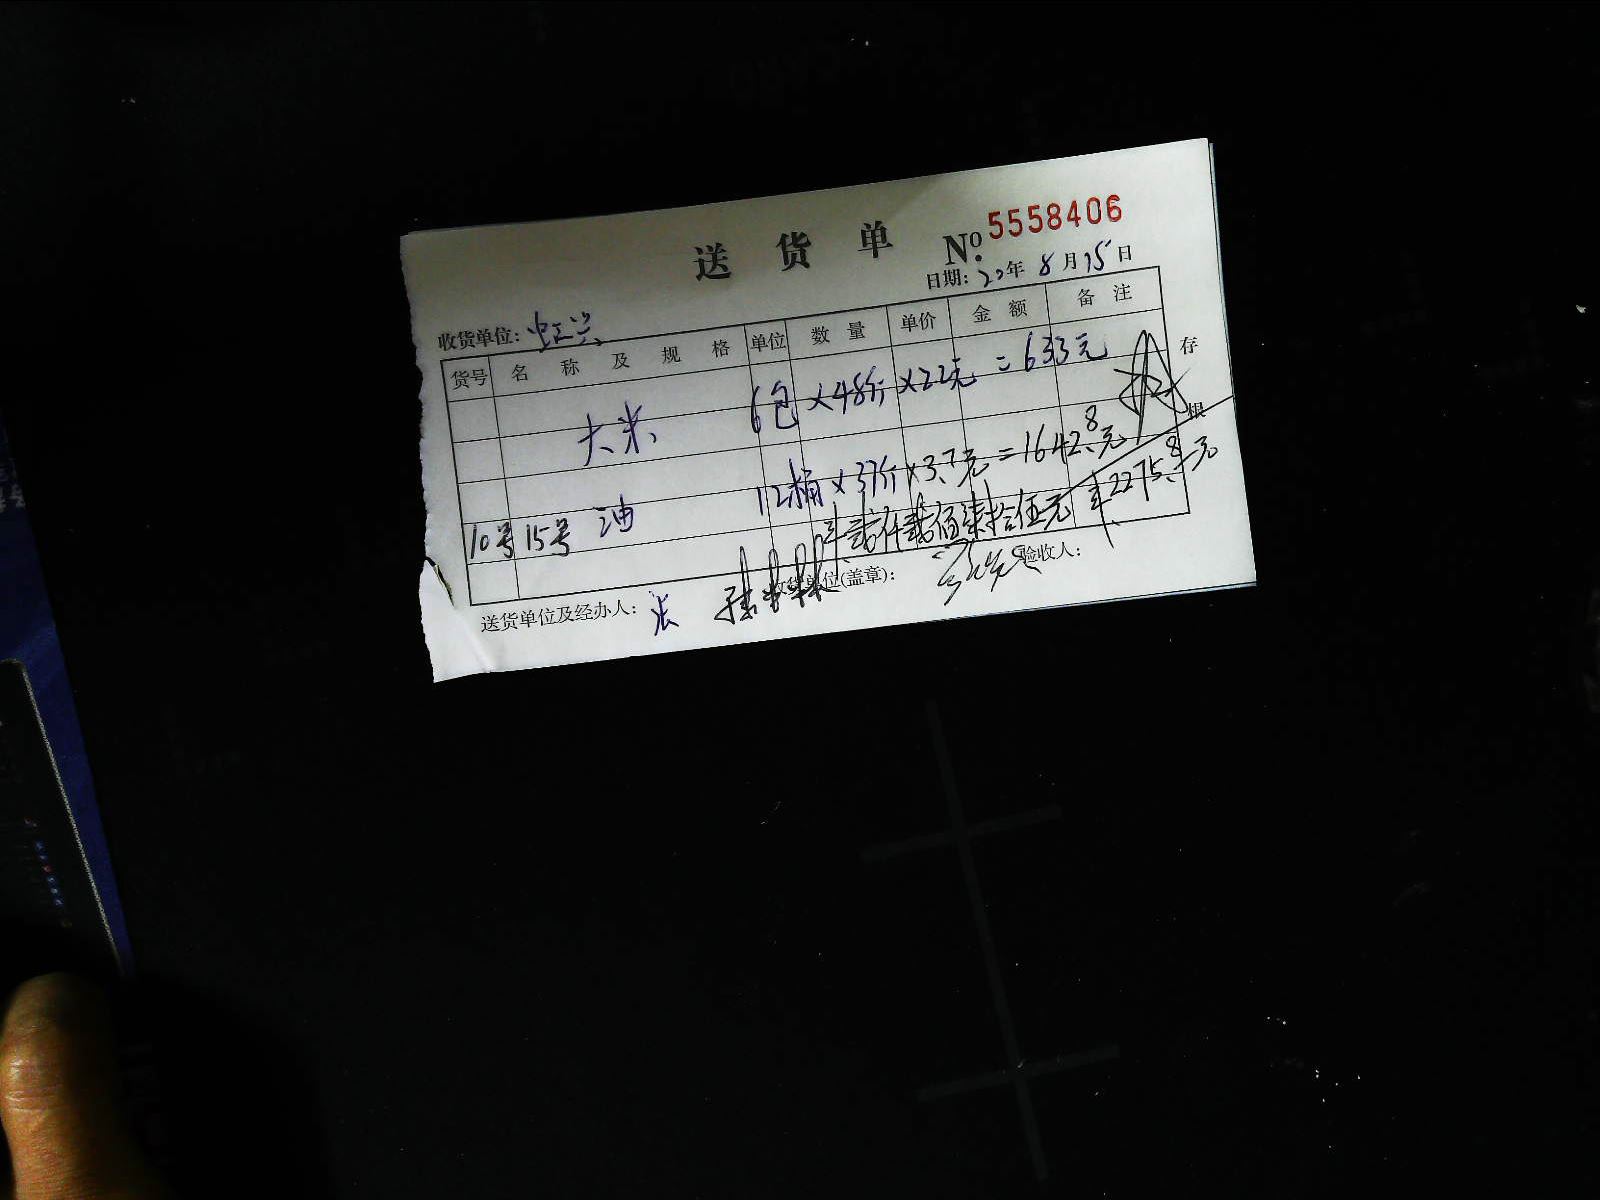 送货单 №5558406
日期:20年8月15日
收货单位:虹兴
货号 名称及规格 单位 数量 单价 金额 备注
大米 6包×48斤×22元=633元
10号15号 油 12桶×37斤×3.7元=1642.8元
贰仟贰佰柒拾伍元 ¥2275.8元
存根
送货单位及经办人:张 收货单位(盖章): 验收人: